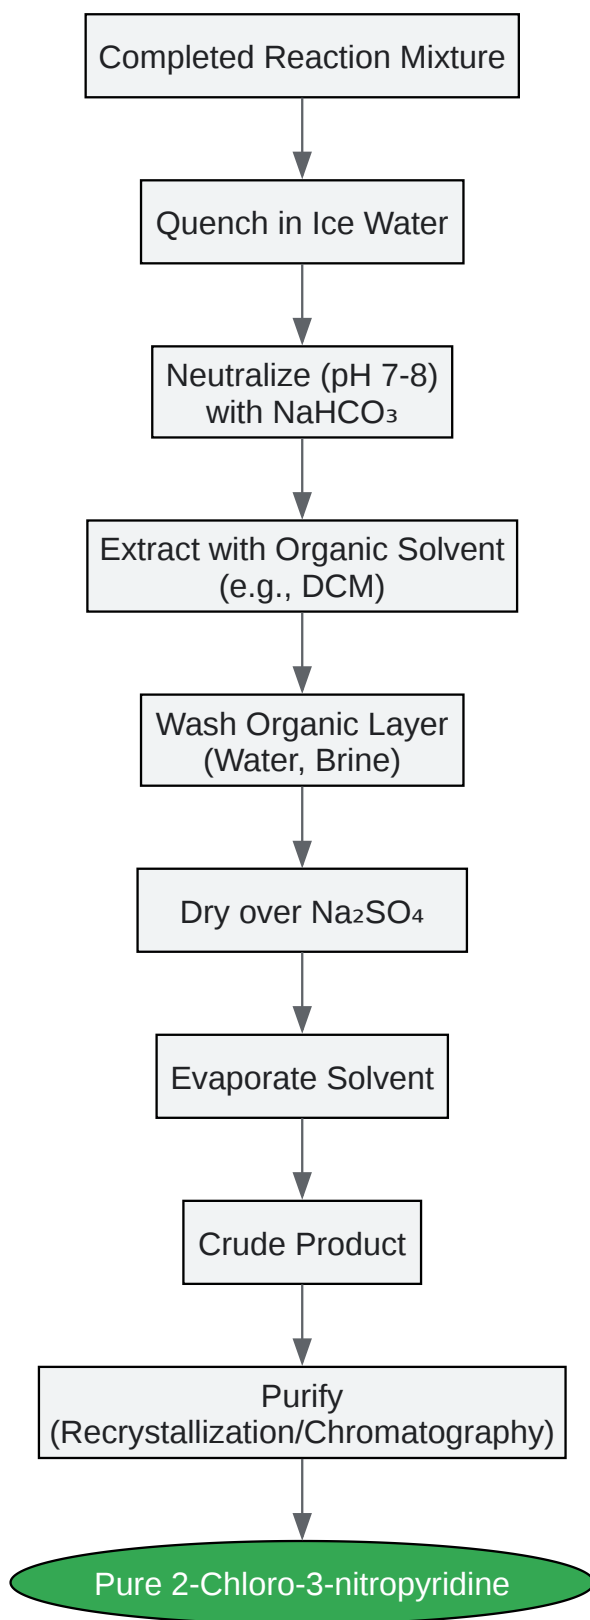 Completed Reaction Mixture
Quench in Ice Water
Neutralize (pH 7-8)
with NaHCO₃
Extract with Organic Solvent
(e.g., DCM)
Wash Organic Layer
(Water, Brine)
Dry over Na₂SO₄
Evaporate Solvent
Crude Product
Purify
(Recrystallization/Chromatography)
Pure 2-Chloro-3-nitropyridine